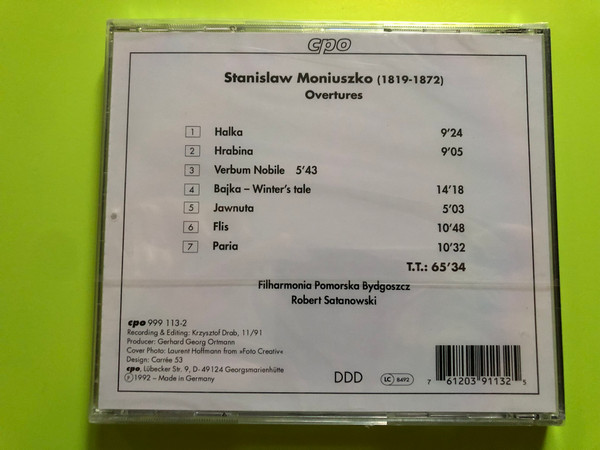 cpo
Stanislaw Moniuszko (1819-1872)
Overtures
1 Halka 9'24
2 Hrabina 9'05
3 Verbum Nobile 5'43
4 Bajka – Winter's tale 14'18
5 Jawnuta 5'03
6 Flis 10'48
7 Paria 10'32
T.T.: 65'34
Filharmonia Pomorska Bydgoszcz
Robert Satanowski
cpo 999 113-2
Recording & Editing: Krzysztof Drab, 11/91
Producer: Gerhard Georg Ortmann
Cover Photo: Laurent Hoffmann from »Foto Creativ«
Design: Carrée 53
cpo, Lübecker Str. 9, D- 49124 Georgsmarienhütte
Ⓟ 1992 – Made in Germany
DDD
LC 8492
7 61203 91132 5